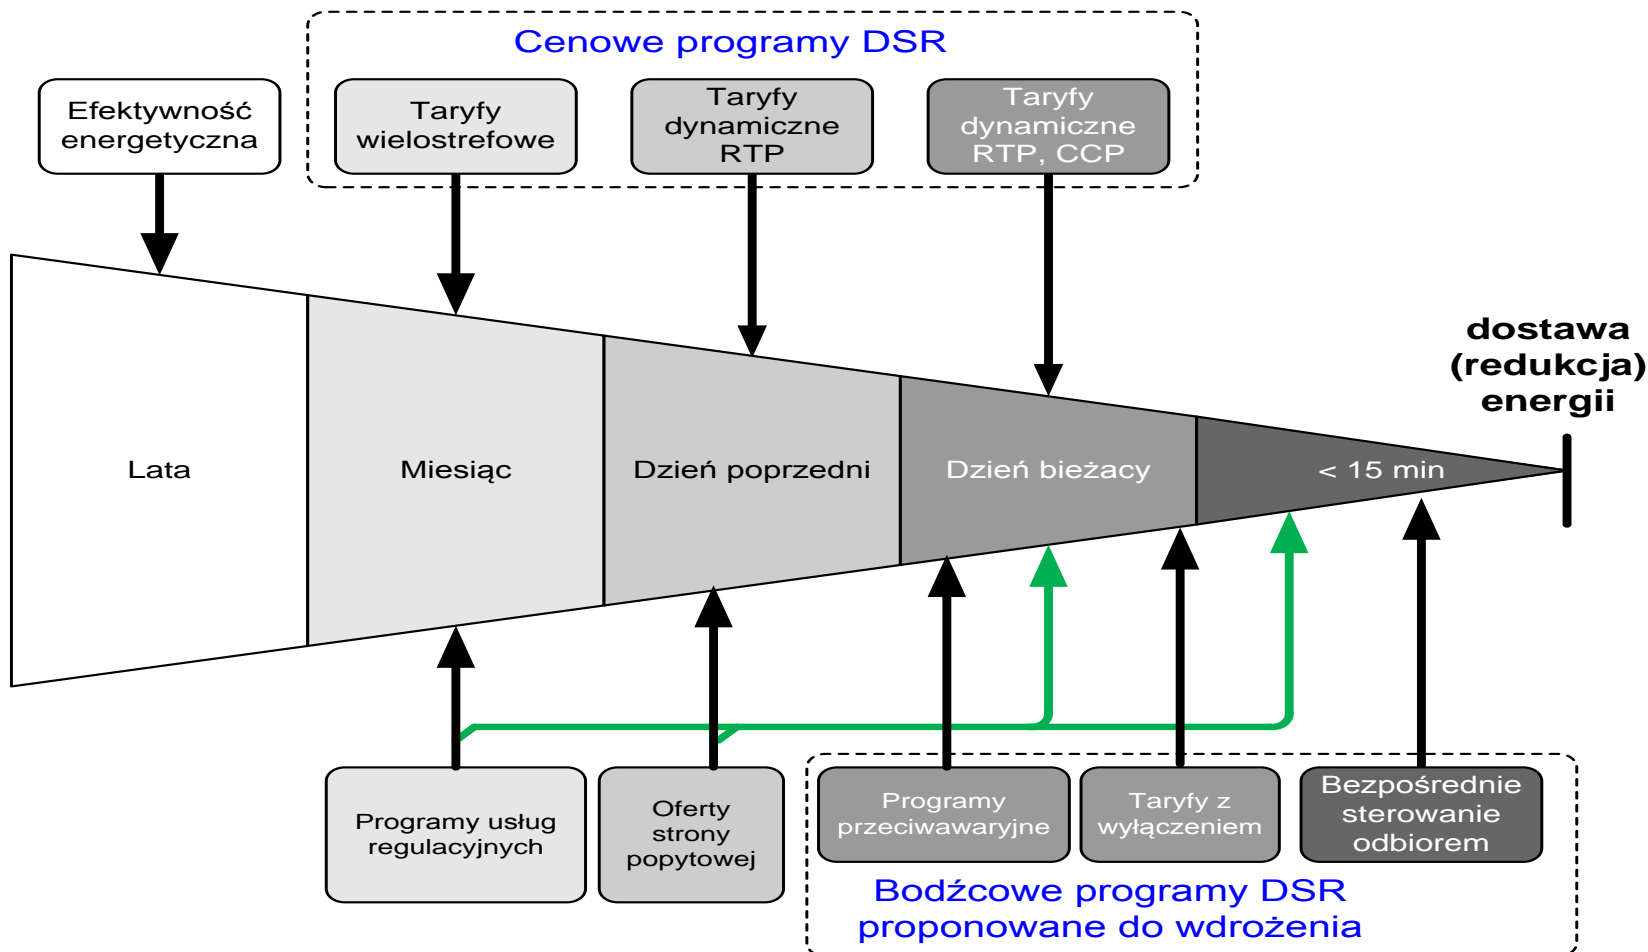 Cenowe programy DSR
Efektywność
energetyczna
Taryfy
wielostrefowe
Taryfy
dynamiczne
RTP
Taryfy
dynamiczne
RTP, CCP
dostawa
(redukcja)
energii
Lata
Miesiąc
Dzień poprzedni
Dzień bieżacy
< 15 min
Programy usług
regulacyjnych
Oferty
strony
popytowej
Programy
przeciwawaryjne
Taryfy z
wyłączeniem
Bezpośrednie
sterowanie
odbiorem
Bodźcowe programy DSR
proponowane do wdrożenia